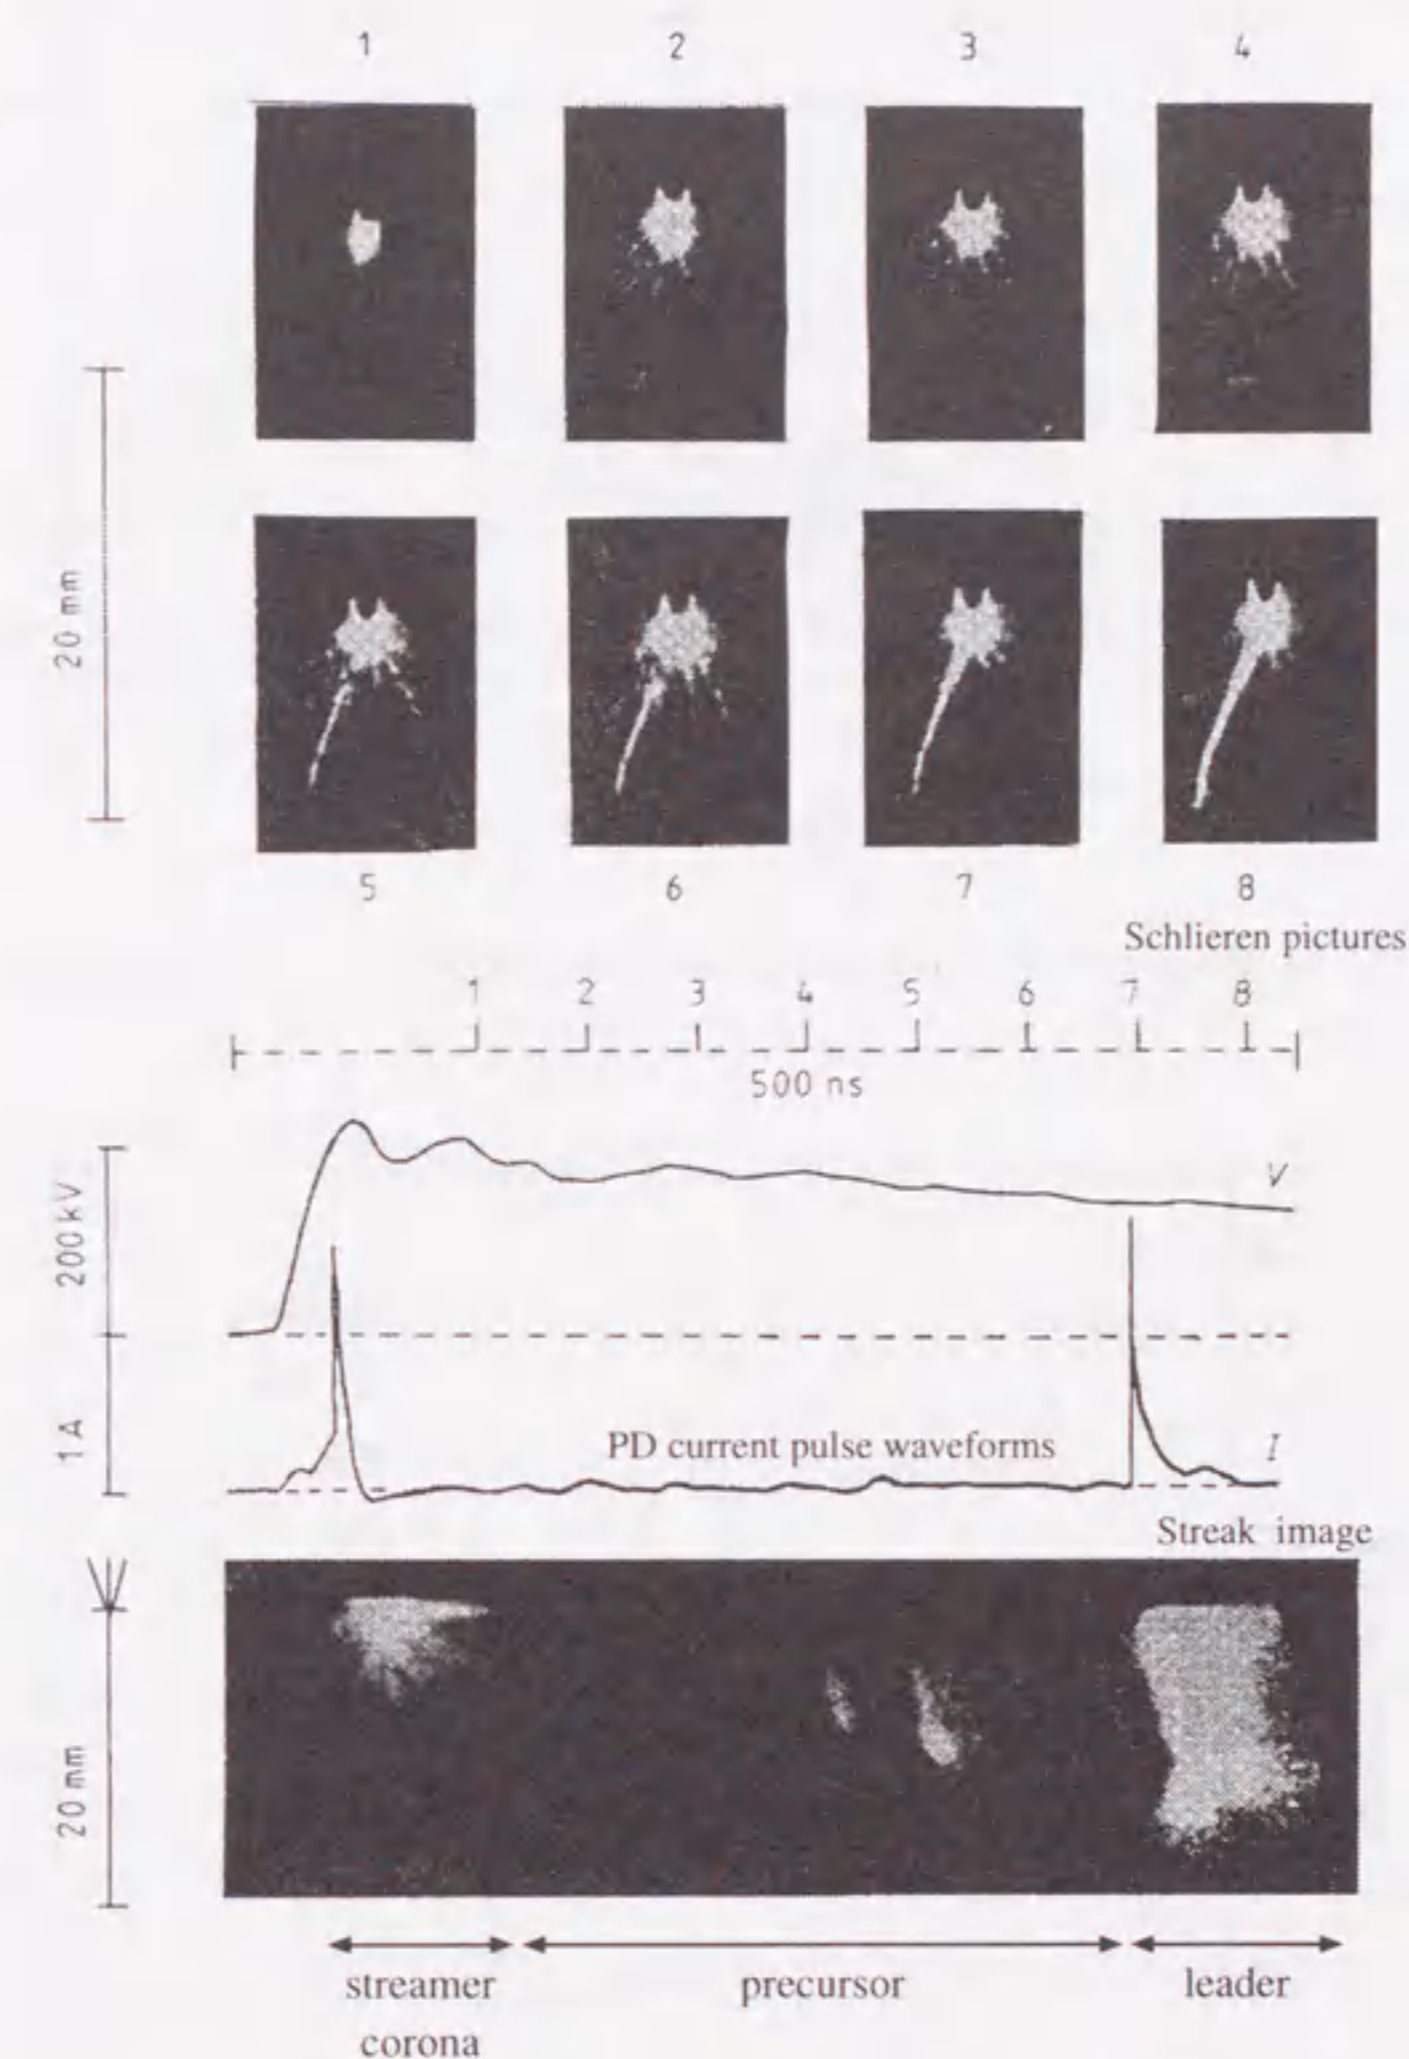 1 2 3 4
20 mm
5 6 7 8
Schlieren pictures
1 2 3 4 5 6 7 8
500 ns
V
200 kV
1 A
PD current pulse waveforms
I
Streak image
20 mm
streamer corona
precursor
leader